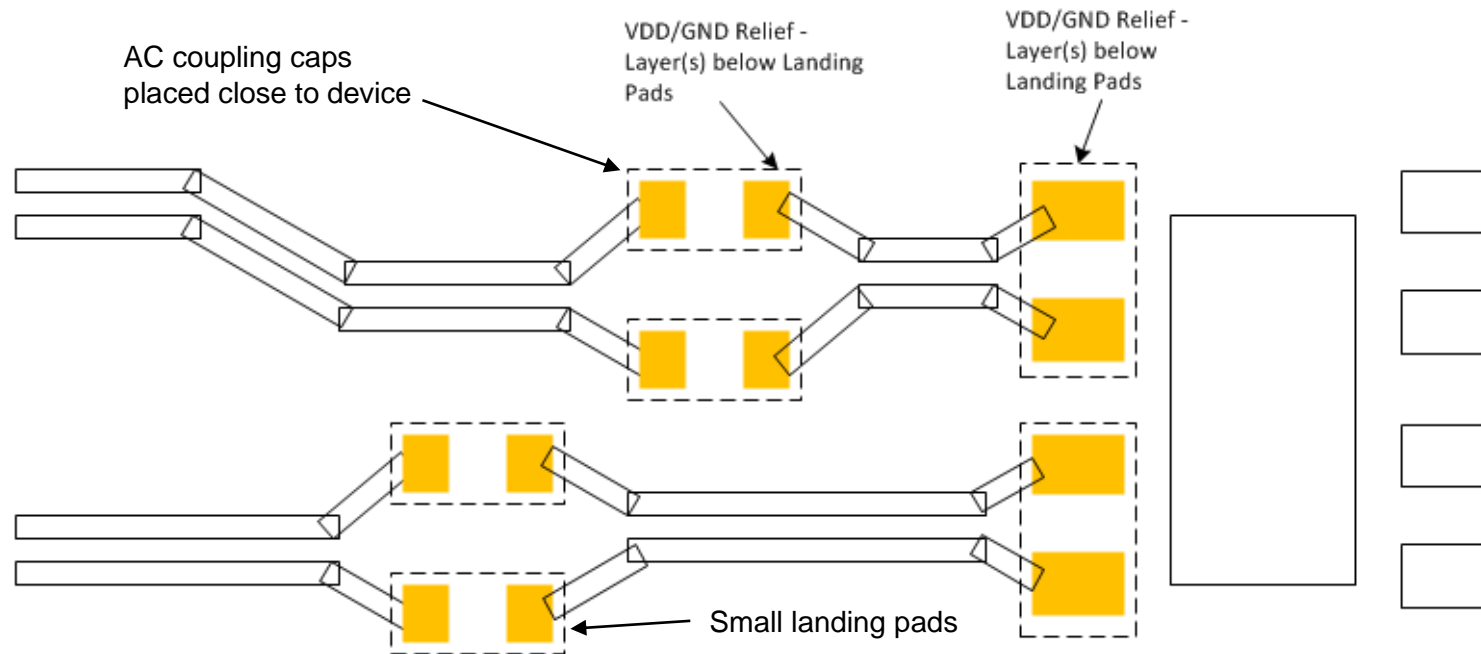 AC coupling caps
placed close to device
VDD/GND Relief -
Layer(s) below Landing
Pads
VDD/GND Relief -
Layer(s) below
Landing Pads
Small landing pads